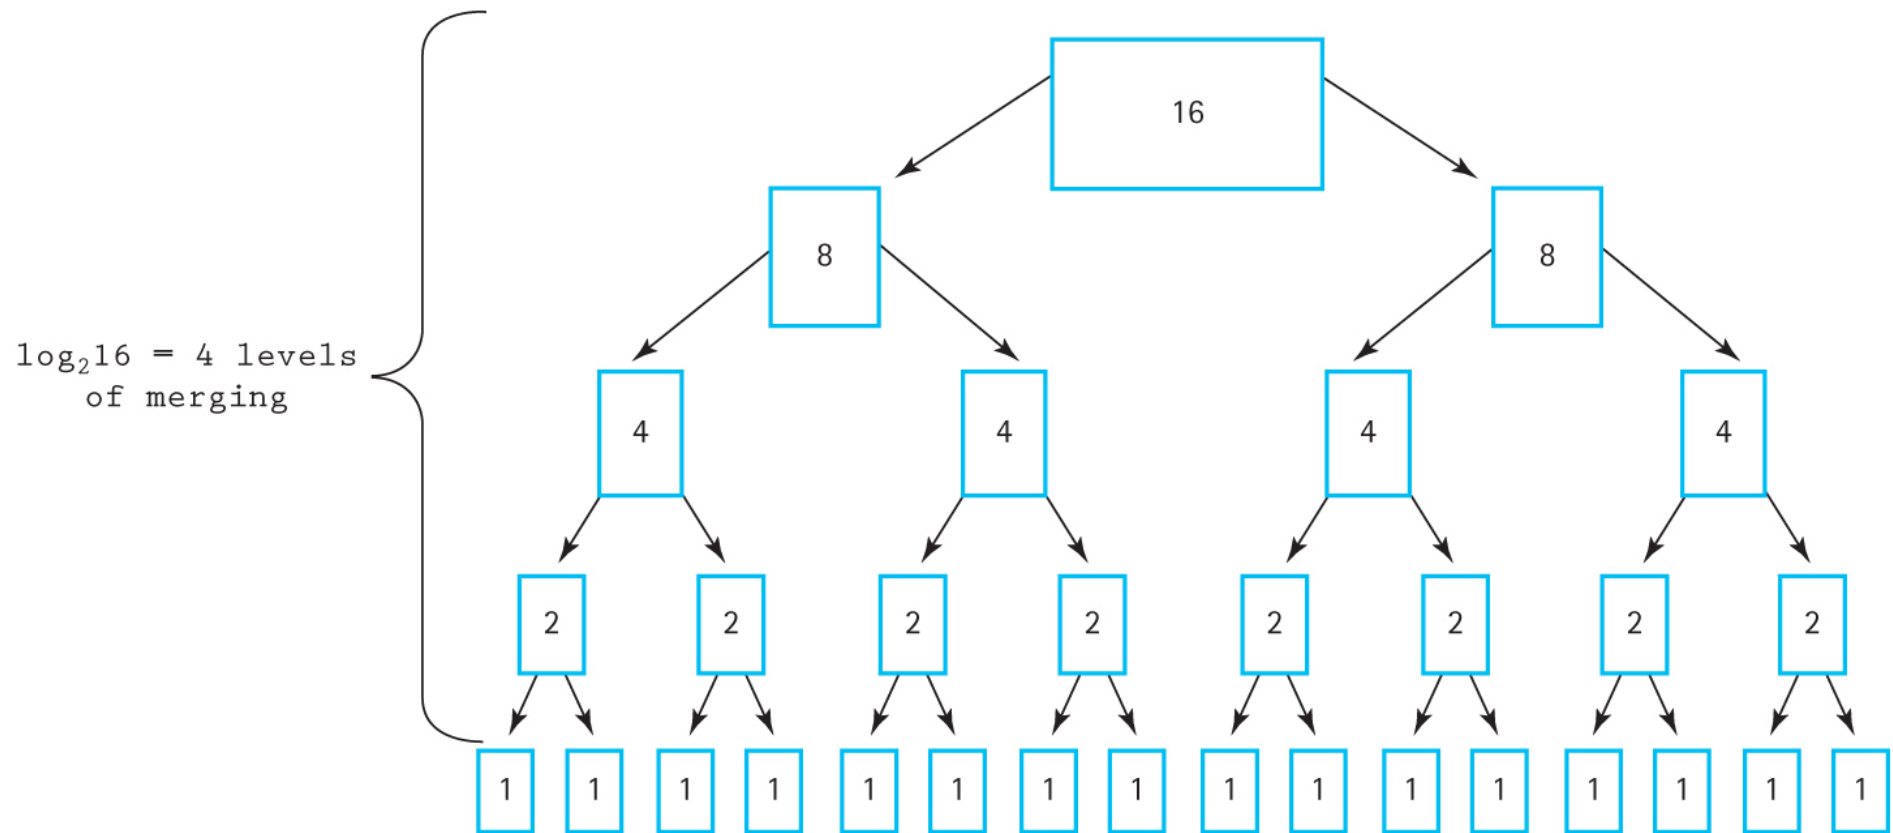 16
8 8
log₂16 = 4 levels
of merging
4 4 4 4
2 2 2 2 2 2 2 2
1 1 1 1 1 1 1 1 1 1 1 1 1 1 1 1